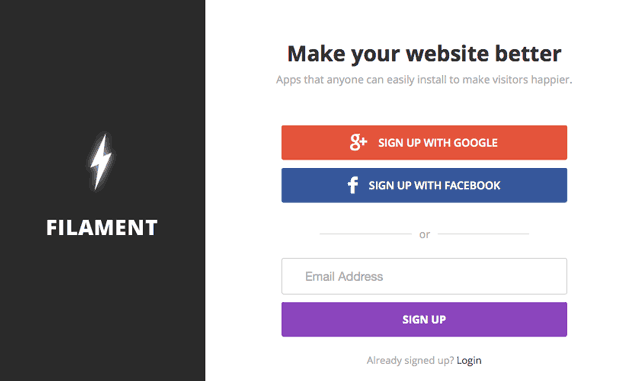 Make your website better
Apps that anyone can easily install to make visitors happier.
g+ SIGN UP WITH GOOGLE
f SIGN UP WITH FACEBOOK
FILAMENT
or
Email Address
SIGN UP
Already signed up? Login